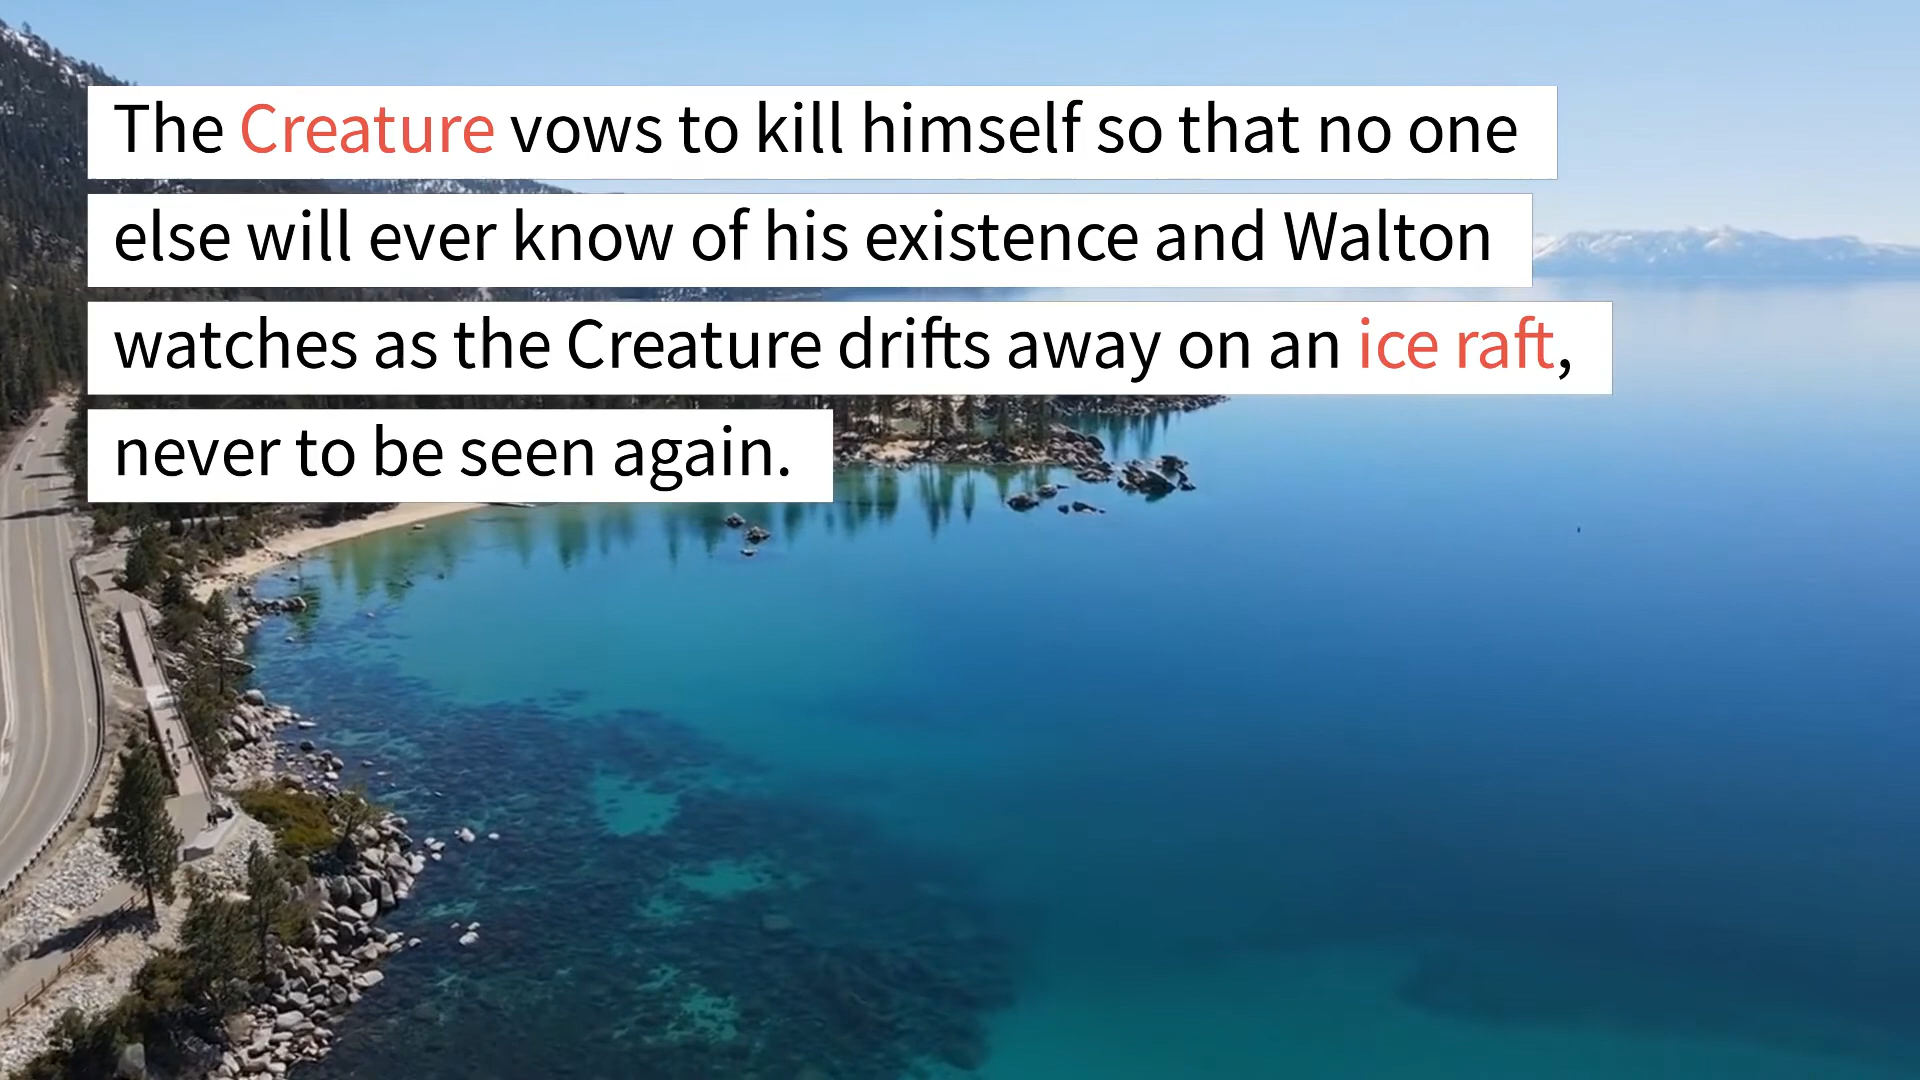 The Creature vows to kill himself so that no one
else will ever know of his existence and Walton
watches as the Creature drifts away on an ice raft,
never to be seen again.